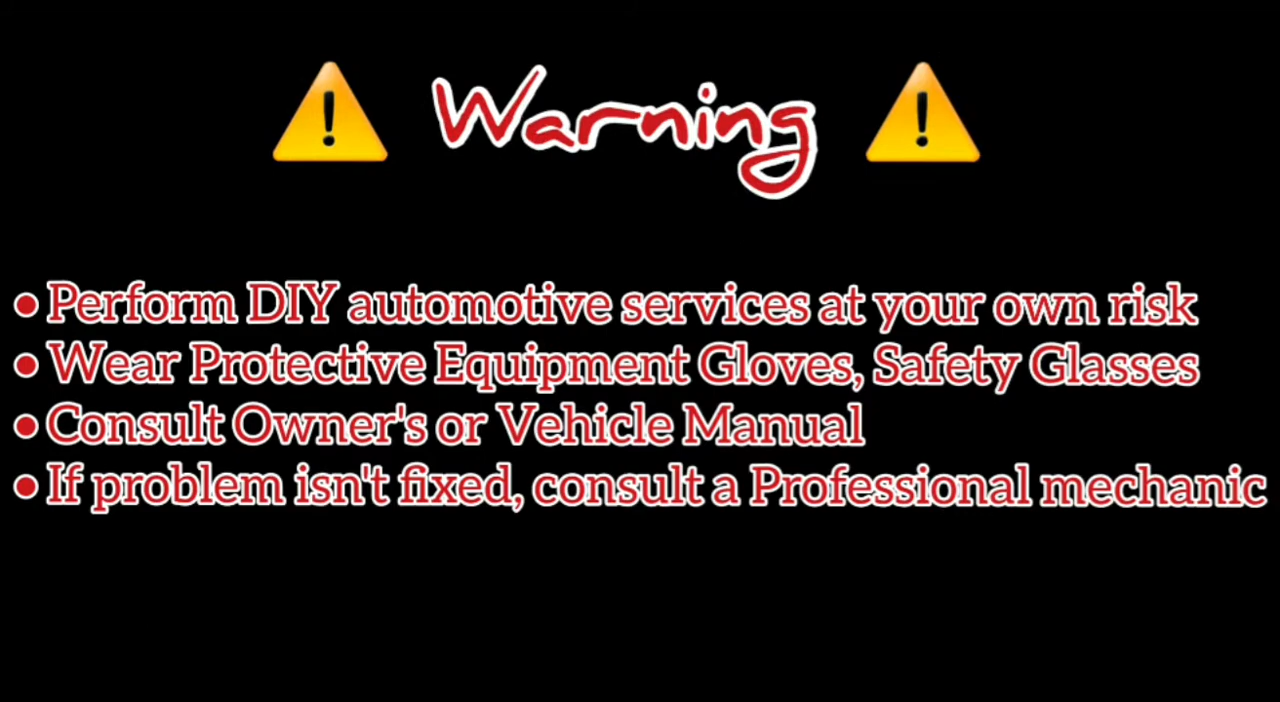 Warning
• Perform DIY automotive services at your own risk
• Wear Protective Equipment Gloves, Safety Glasses
• Consult Owner's or Vehicle Manual
• If problem isn't fixed, consult a Professional mechanic